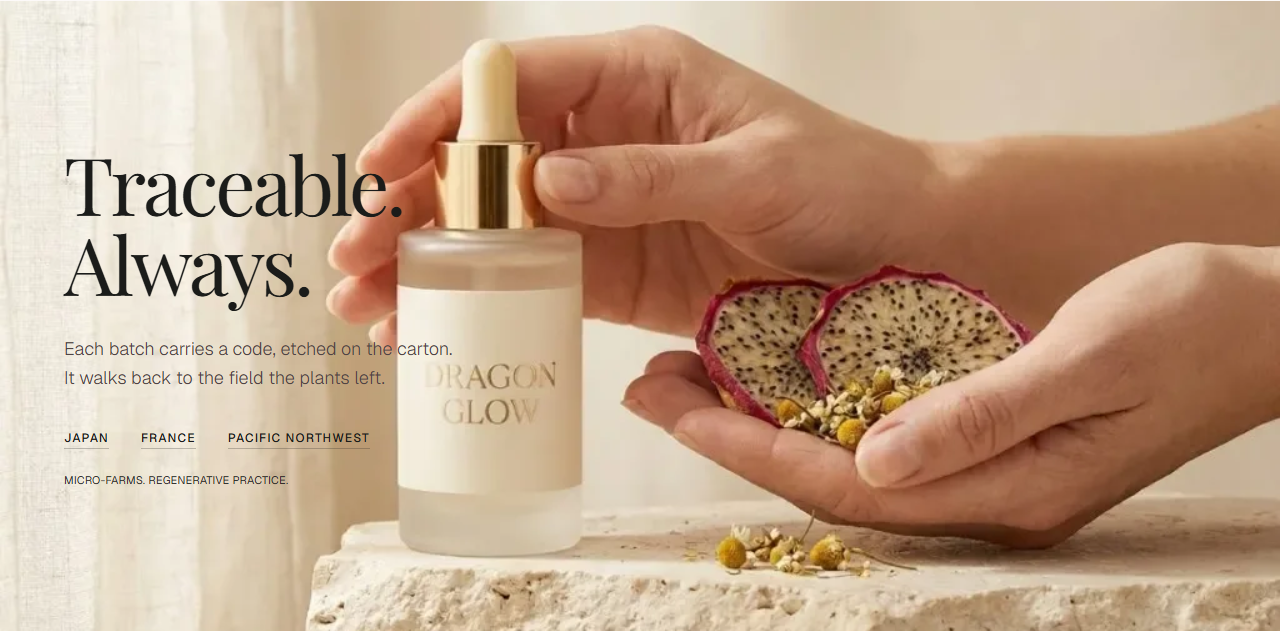 Traceable.
Always.
Each batch carries a code, etched on the carton.
It walks back to the field the plants left.
JAPAN FRANCE PACIFIC NORTHWEST
MICRO-FARMS. REGENERATIVE PRACTICE.
DRAGON
GLOW